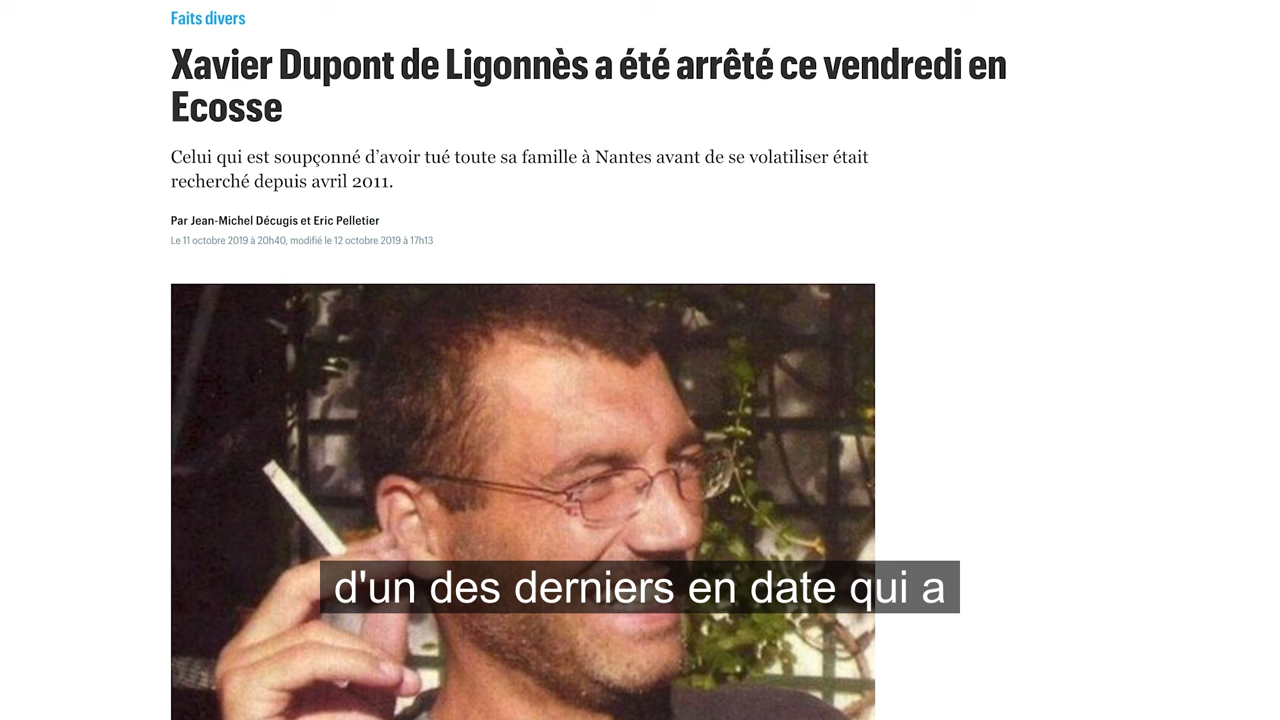 Faits divers
Xavier Dupont de Ligonnès a été arrêté ce vendredi en
Ecosse
Celui qui est soupçonné d’avoir tué toute sa famille à Nantes avant de se volatiliser était
recherché depuis avril 2011.
Par Jean-Michel Décugis et Eric Pelletier
Le 11 octobre 2019 à 20h40, modifié le 12 octobre 2019 à 17h13
d'un des derniers en date qui a